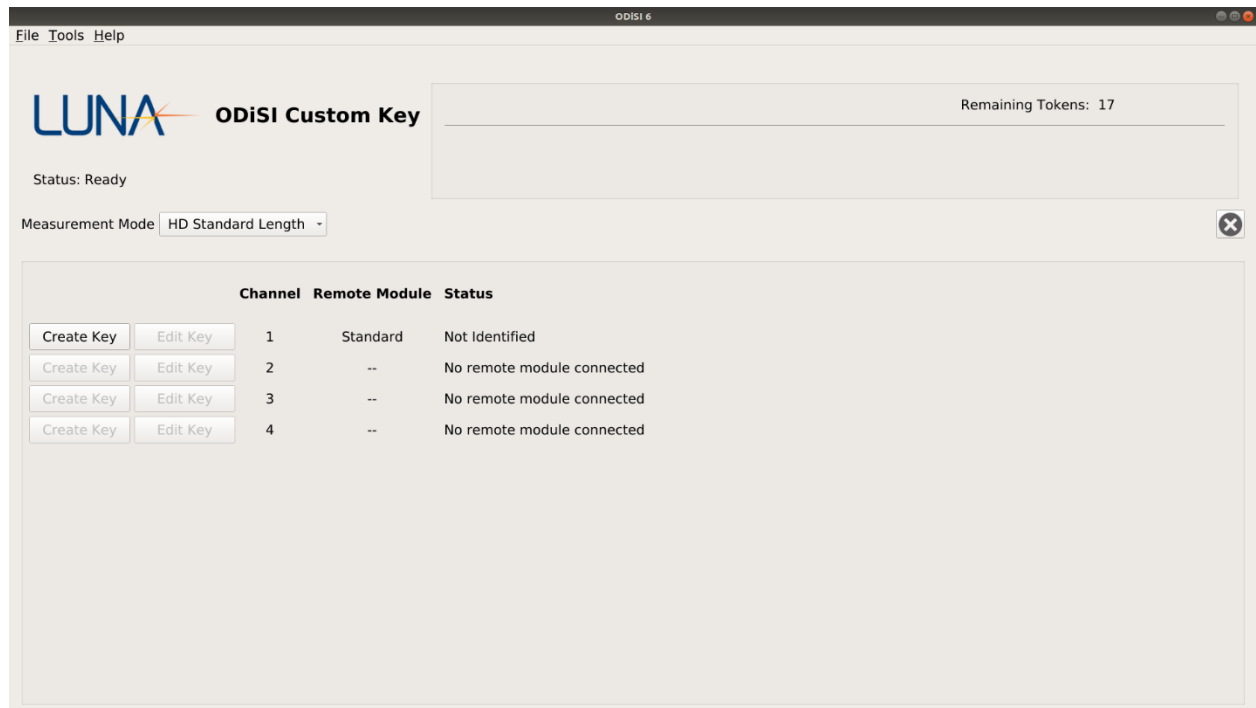 ODiSI 6
File Tools Help
LUNA ODiSI Custom Key
Remaining Tokens: 17
Status: Ready
Measurement Mode HD Standard Length
Channel Remote Module Status
Create Key Edit Key 1 Standard Not Identified
Create Key Edit Key 2 -- No remote module connected
Create Key Edit Key 3 -- No remote module connected
Create Key Edit Key 4 -- No remote module connected